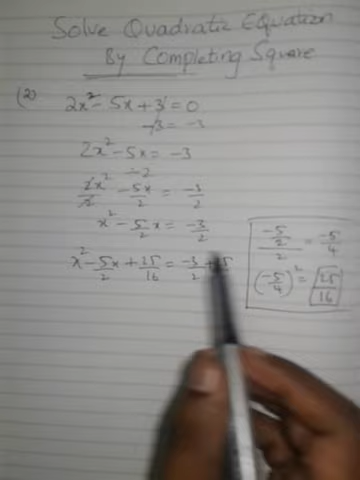 Solve Quadratic Equation
By Completing Square
(2)
2x² - 5x + 3 = 0
-3 = -3
2x² - 5x = -3
÷2
2x²/2 - 5x/2 = -3/2
x² - 5/2 x = -3/2
x² - 5/2 x + 25/16 = -3/2 + 25
-5/2 / 2 = -5/4
(-5/4)² = 25/16